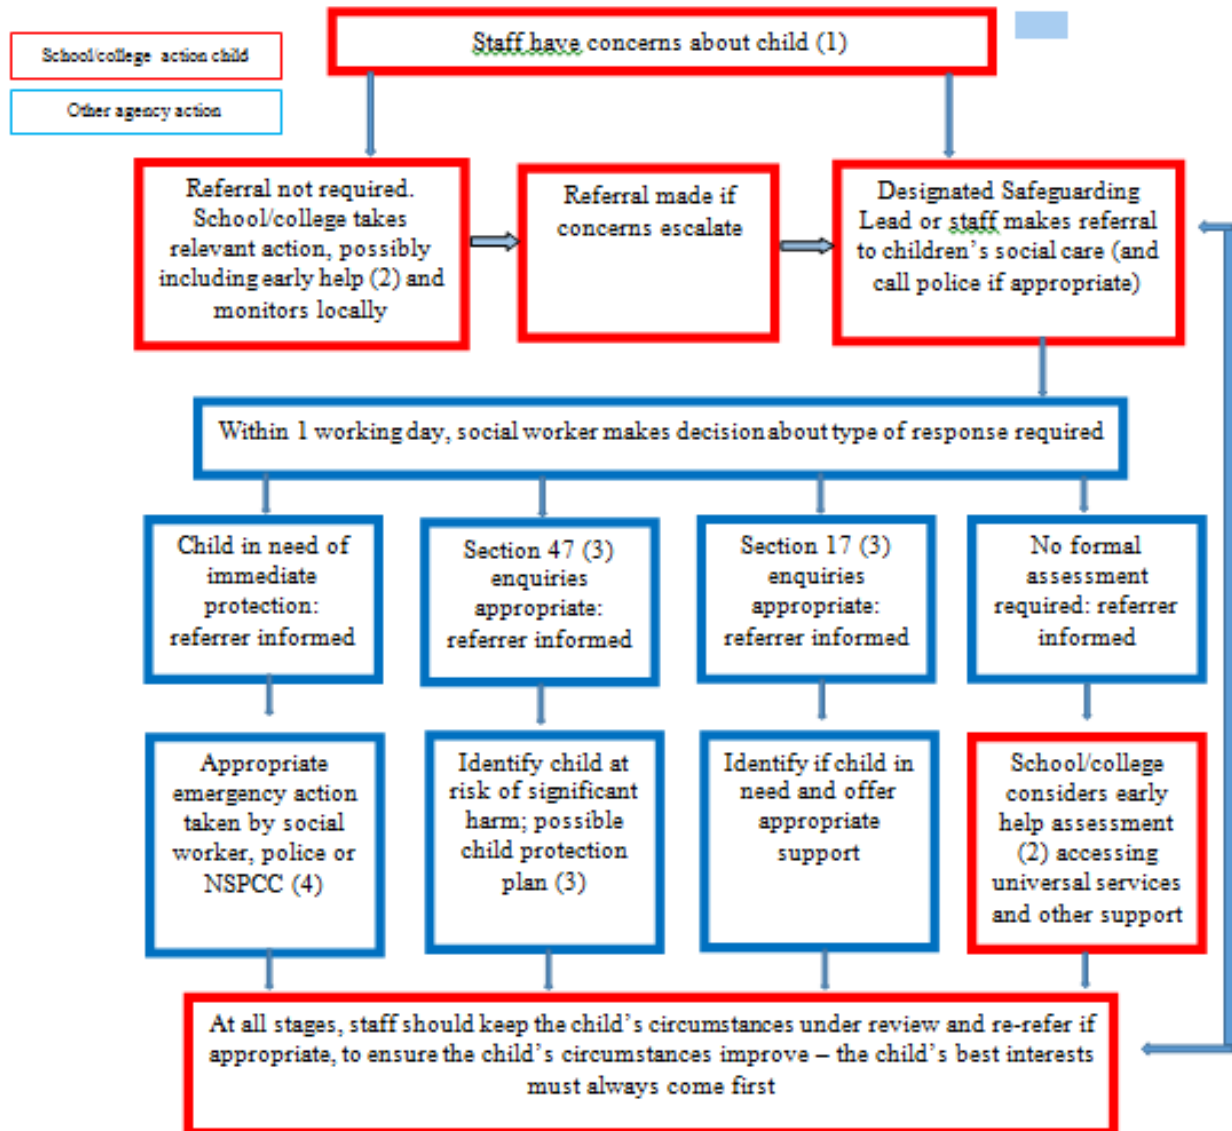 Staff have concerns about child (1)
School/college action child
Other agency action
Referral not required.
School/college takes
relevant action, possibly
including early help (2) and
monitors locally
Referral made if
concerns escalate
Designated Safeguarding
Lead or staff makes referral
to children’s social care (and
call police if appropriate)
Within 1 working day, social worker makes decision about type of response required
Child in need of
immediate
protection:
referrer informed
Section 47 (3)
enquiries
appropriate:
referrer informed
Section 17 (3)
enquiries
appropriate:
referrer informed
No formal
assessment
required: referrer
informed
Appropriate
emergency action
taken by social
worker, police or
NSPCC (4)
Identify child at
risk of significant
harm; possible
child protection
plan (3)
Identify if child in
need and offer
appropriate
support
School/college
considers early
help assessment
(2) accessing
universal services
and other support
At all stages, staff should keep the child’s circumstances under review and re-refer if
appropriate, to ensure the child’s circumstances improve – the child’s best interests
must always come first